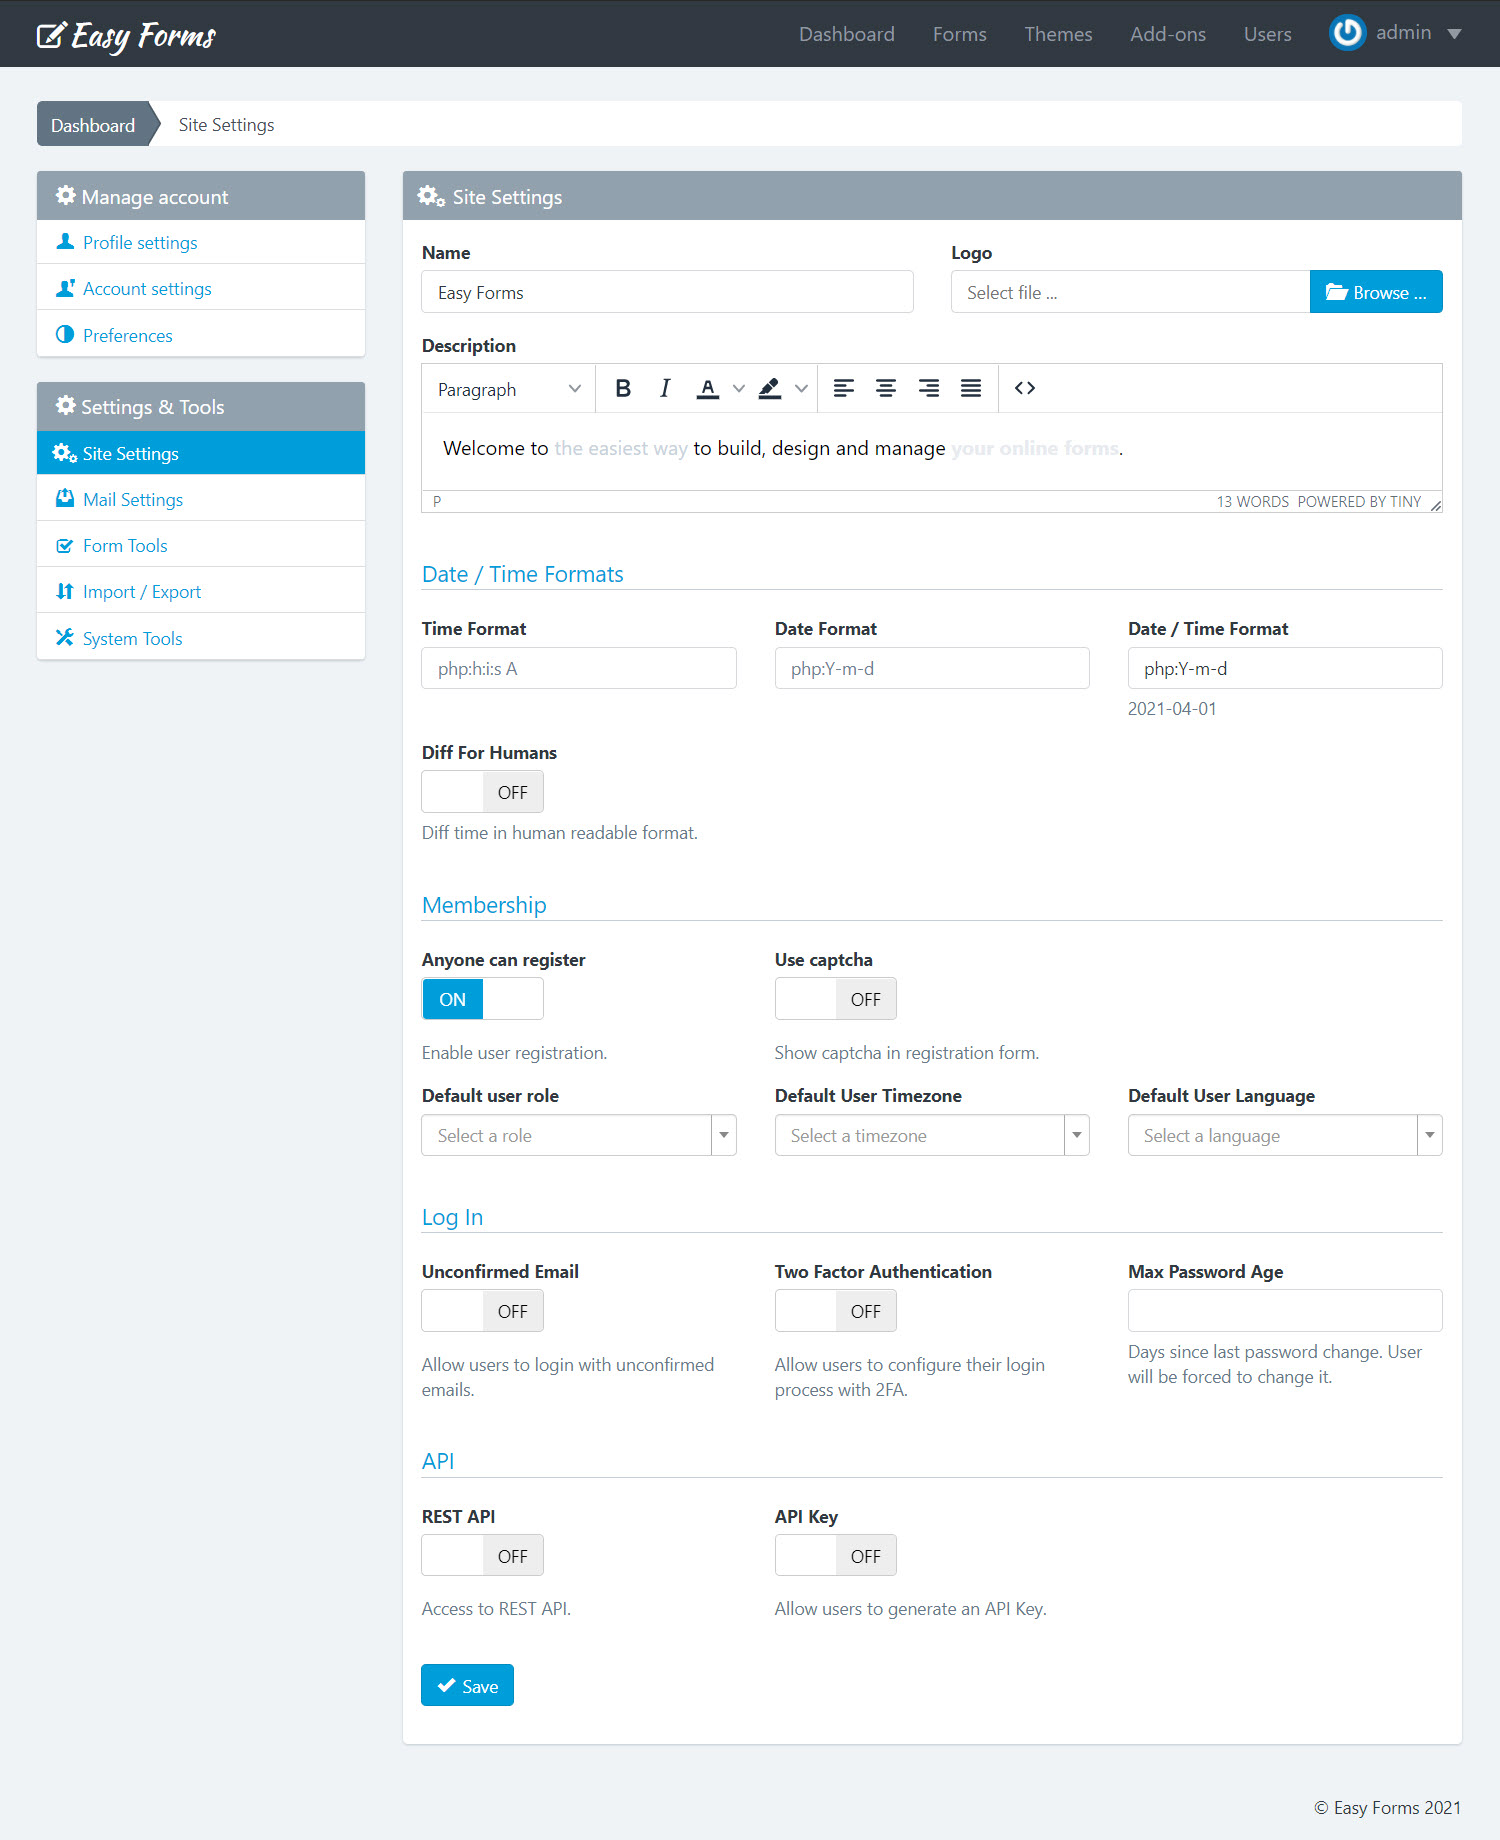 Easy Forms
Dashboard Forms Themes Add-ons Users admin
Dashboard Site Settings
Manage account
Profile settings
Account settings
Preferences
Settings & Tools
Site Settings
Mail Settings
Form Tools
Import / Export
System Tools
Site Settings
Name Logo
Easy Forms Select file ... Browse ...
Description
Paragraph B I A
Welcome to the easiest way to build, design and manage your online forms.
P 13 WORDS POWERED BY TINY
Date / Time Formats
Time Format Date Format Date / Time Format
php:h:i:s A php:Y-m-d php:Y-m-d
2021-04-01
Diff For Humans
OFF
Diff time in human readable format.
Membership
Anyone can register Use captcha
ON OFF
Enable user registration. Show captcha in registration form.
Default user role Default User Timezone Default User Language
Select a role Select a timezone Select a language
Log In
Unconfirmed Email Two Factor Authentication Max Password Age
OFF OFF
Allow users to login with unconfirmed emails.
Allow users to configure their login process with 2FA.
Days since last password change. User will be forced to change it.
API
REST API API Key
OFF OFF
Access to REST API. Allow users to generate an API Key.
Save
© Easy Forms 2021